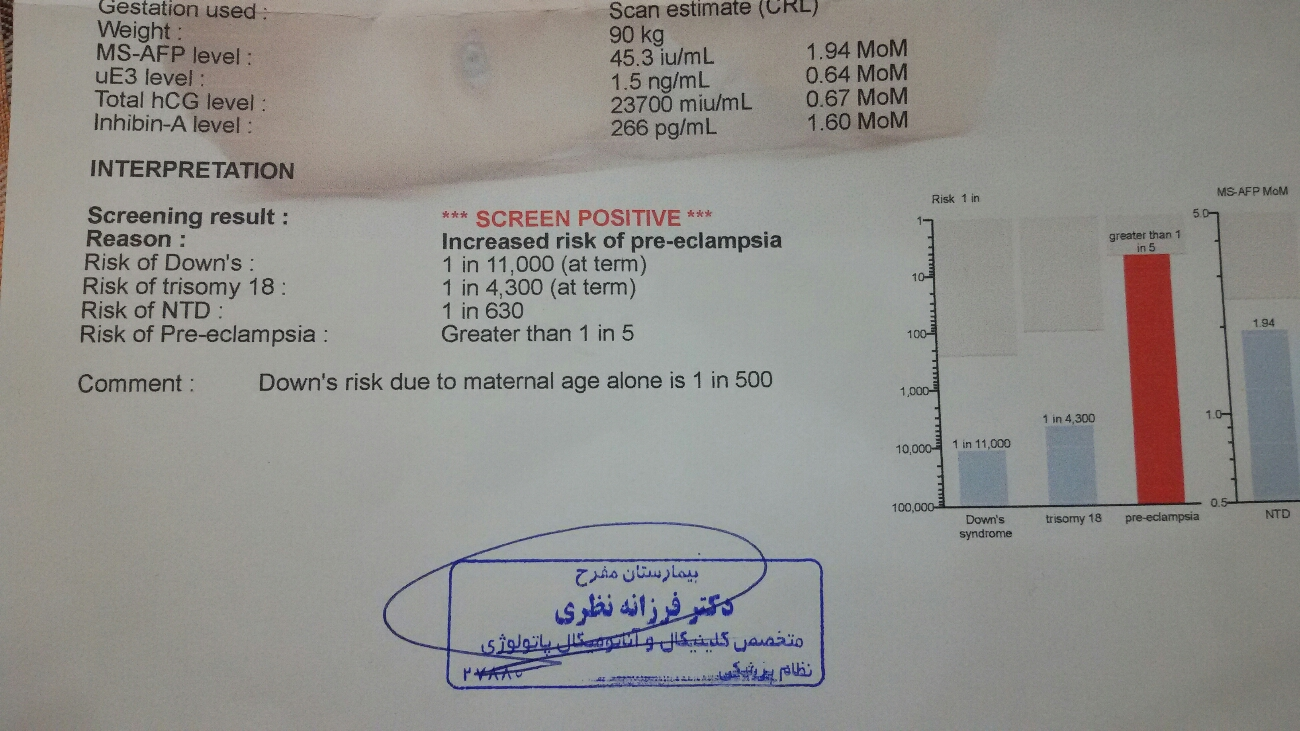 Gestation used : Scan estimate (CRL)
Weight : 90 kg
MS-AFP level : 45.3 iu/mL 1.94 MoM
uE3 level : 1.5 ng/mL 0.64 MoM
Total hCG level : 23700 miu/mL 0.67 MoM
Inhibin-A level : 266 pg/mL 1.60 MoM
INTERPRETATION
Screening result : *** SCREEN POSITIVE ***
Reason : Increased risk of pre-eclampsia
Risk of Down's : 1 in 11,000 (at term)
Risk of trisomy 18 : 1 in 4,300 (at term)
Risk of NTD : 1 in 630
Risk of Pre-eclampsia : Greater than 1 in 5
Comment : Down's risk due to maternal age alone is 1 in 500
Risk 1 in
1
10
100
1,000
10,000
100,000
1 in 11,000
1 in 4,300
greater than 1
in 5
Down's
syndrome
trisomy 18
pre-eclampsia
MS-AFP MoM
5.0
1.0
0.5
1.94
NTD
بیمارستان مفرح
دکتر فرزانه نظری
متخصص کلینیکال و آناتومیکال پاتولوژی
نظام پزشکی